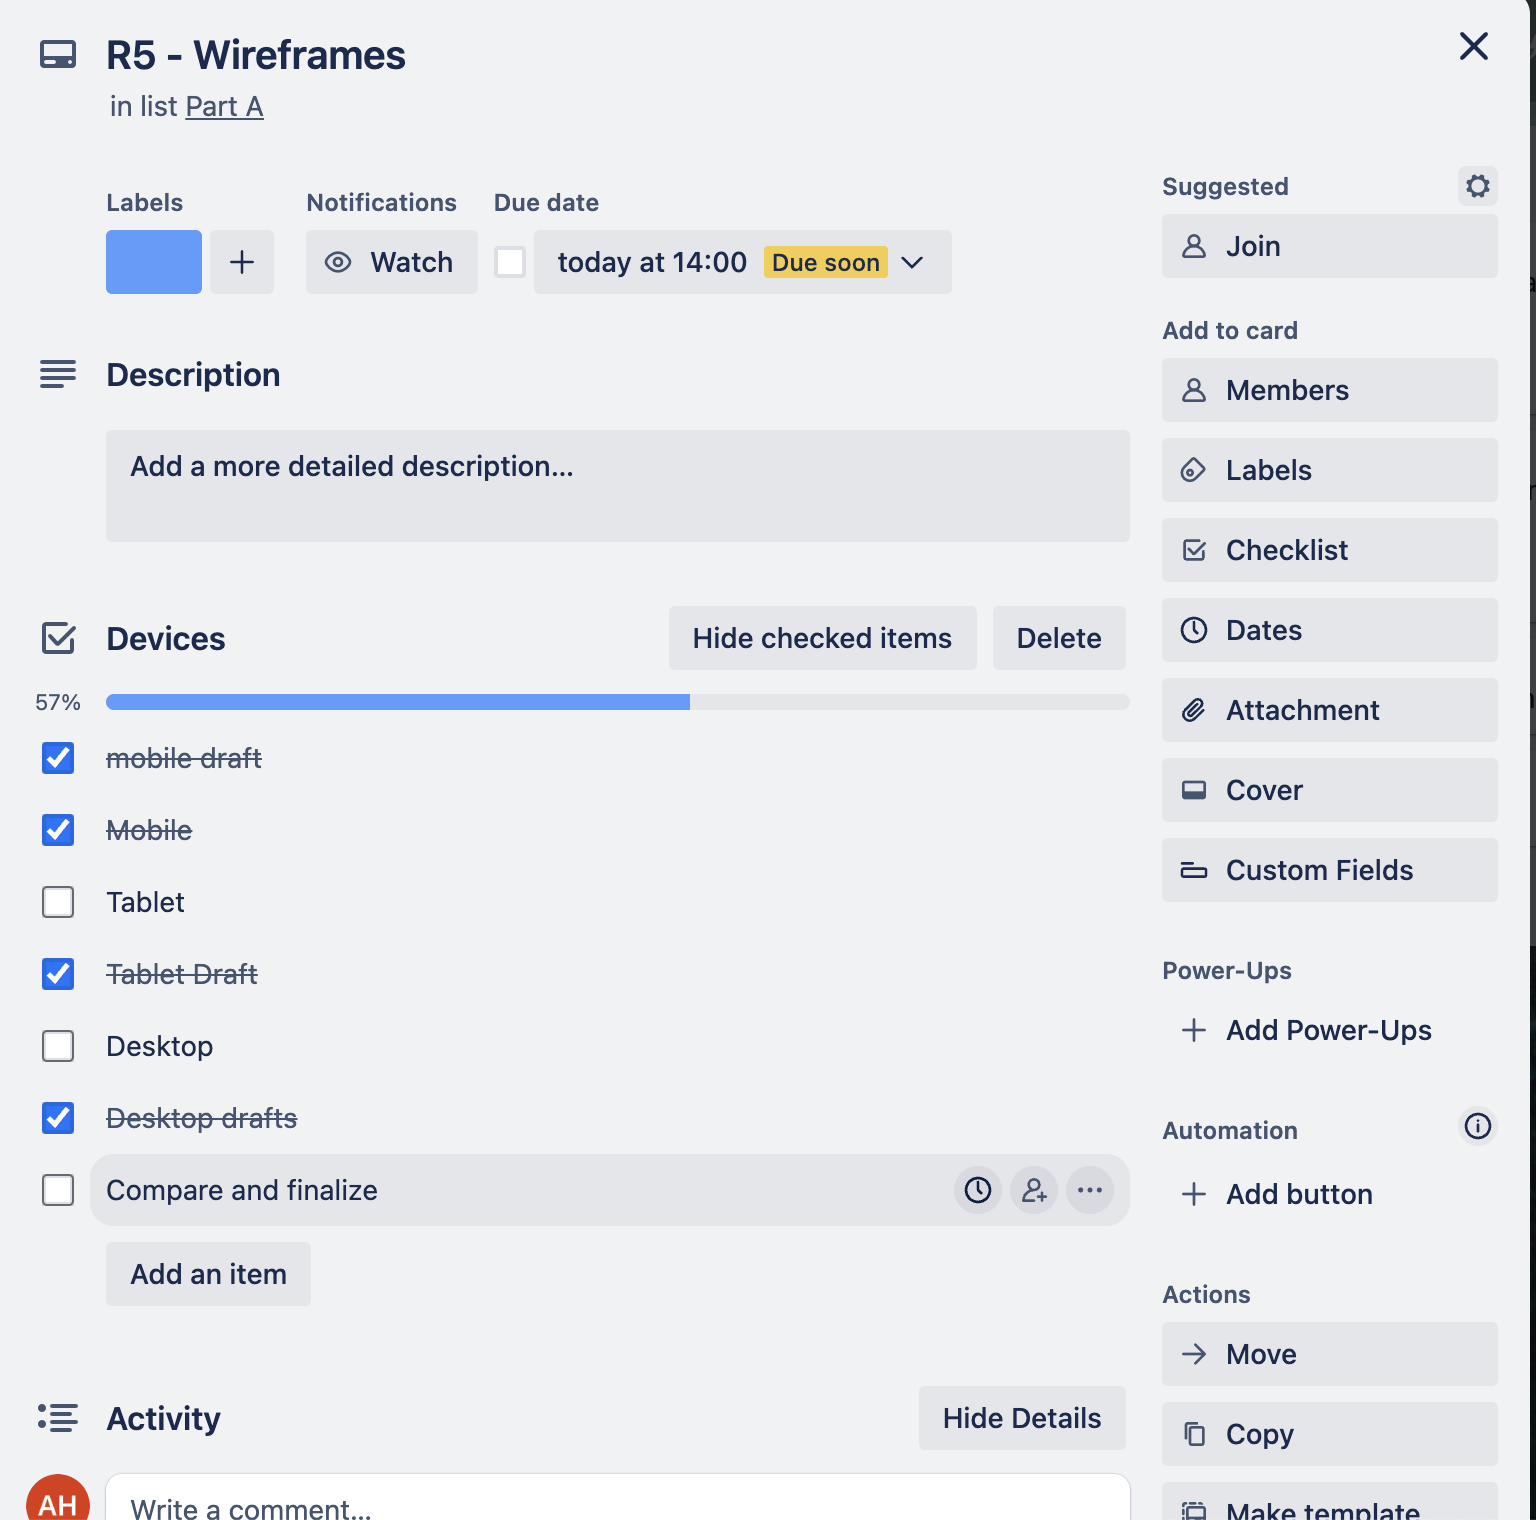 R5 - Wireframes
in list Part A
Labels
Notifications
Due date
Watch
today at 14:00 Due soon
Description
Add a more detailed description...
Devices
Hide checked items
Delete
57%
mobile draft
Mobile
Tablet
Tablet Draft
Desktop
Desktop drafts
Compare and finalize
Add an item
Activity
Hide Details
AH
Write a comment...
Suggested
Join
Add to card
Members
Labels
Checklist
Dates
Attachment
Cover
Custom Fields
Power-Ups
Add Power-Ups
Automation
Add button
Actions
Move
Copy
Make template